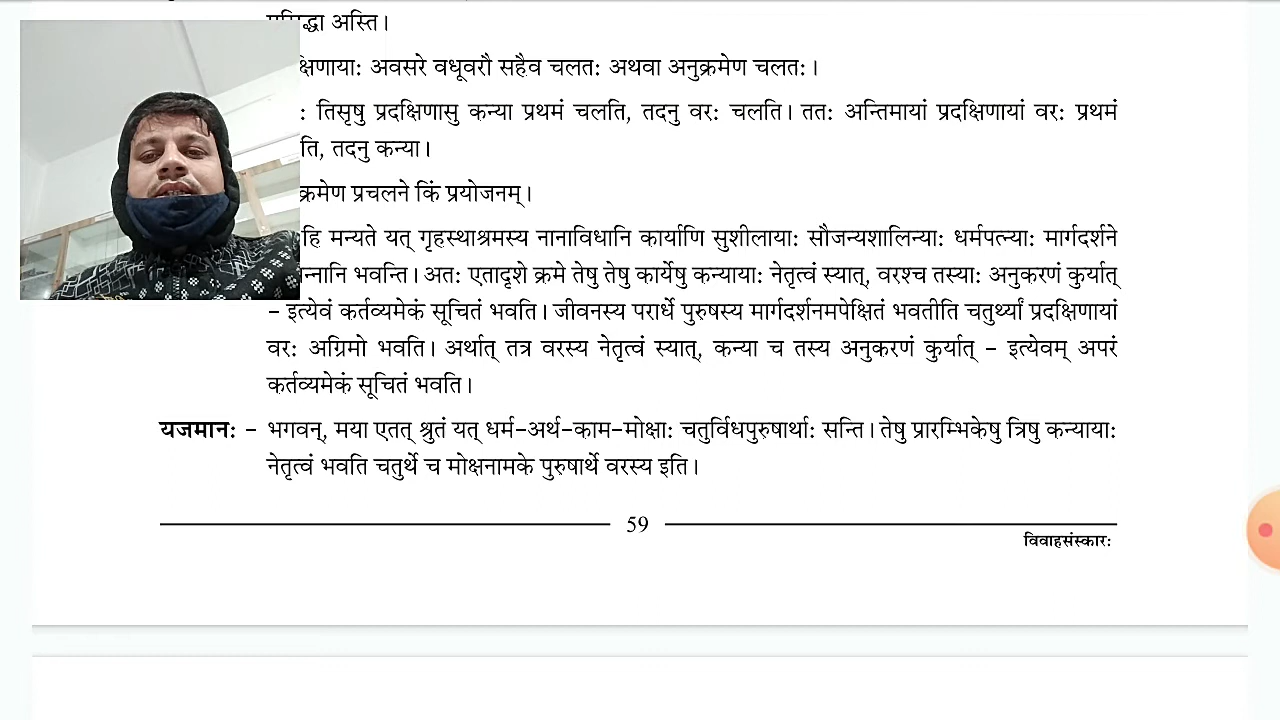 अस्ति।
अवसरे वधूवरौ सहैव चलतः अथवा अनुक्रमेण चलतः।
: तिसृषु प्रदक्षिणासु कन्या प्रथमं चलति, तदनु वरः चलति। ततः अन्तिमायां प्रदक्षिणायां वरः प्रथमं
ति, तदनु कन्या।
क्रमेण प्रचलने किं प्रयोजनम्।
हि मन्यते यत् गृहस्थाश्रमस्य नानाविधानि कार्याणि सुशीलायाः सौजन्यशालिन्याः धर्मपत्न्याः मार्गदर्शने
न्नानि भवन्ति। अतः एतादृशे क्रमे तेषु तेषु कार्येषु कन्यायाः नेतृत्वं स्यात्, वरश्च तस्याः अनुकरणं कुर्यात्
– इत्येवं कर्तव्यमेकं सूचितं भवति। जीवनस्य परार्धे पुरुषस्य मार्गदर्शनमपेक्षितं भवतीति चतुर्थ्यां प्रदक्षिणायां
वरः अग्रिमो भवति। अर्थात् तत्र वरस्य नेतृत्वं स्यात्, कन्या च तस्य अनुकरणं कुर्यात् – इत्येवम् अपरं
कर्तव्यमेकं सूचितं भवति।
यजमानः – भगवन्, मया एतत् श्रुतं यत् धर्म-अर्थ-काम-मोक्षाः चतुर्विधपुरुषार्थाः सन्ति। तेषु प्रारम्भिकेषु त्रिषु कन्यायाः
नेतृत्वं भवति चतुर्थे च मोक्षनामके पुरुषार्थे वरस्य इति।
59
विवाहसंस्कारः